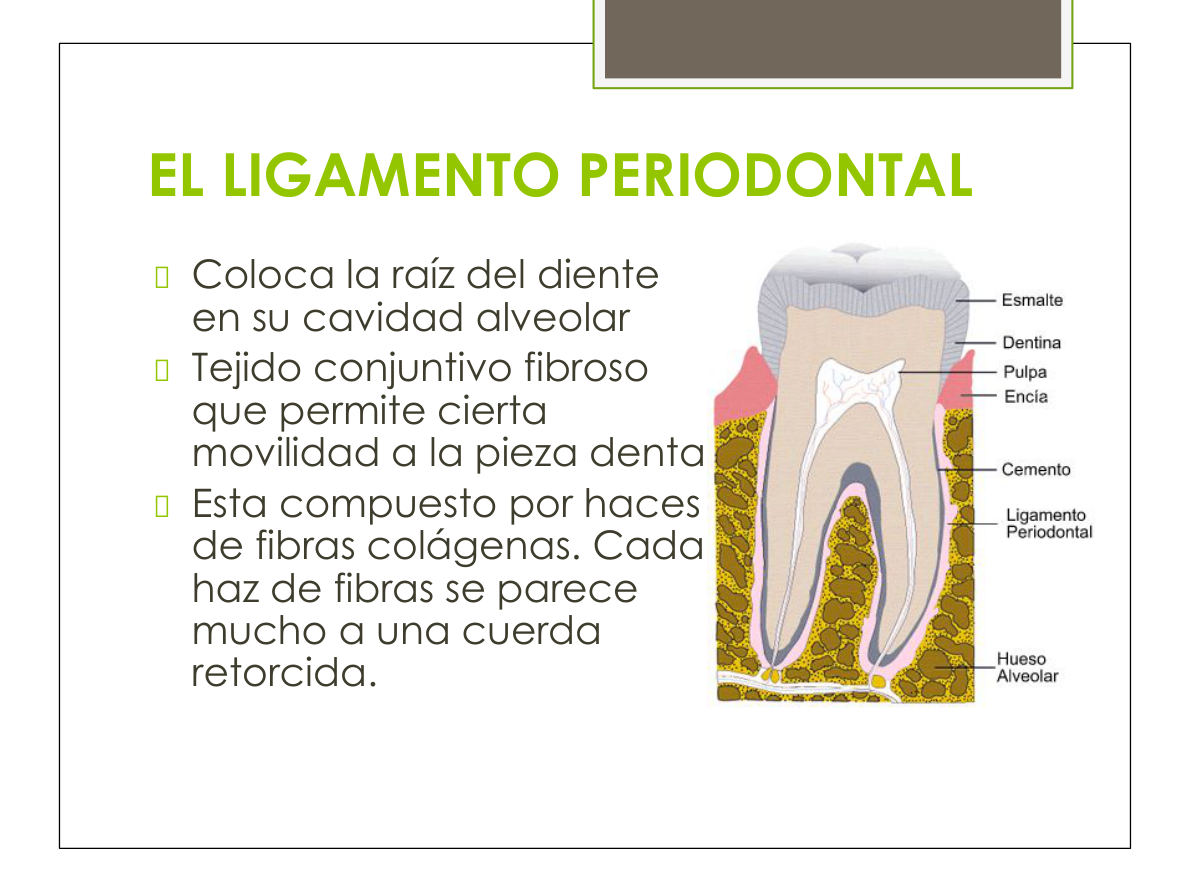 EL LIGAMENTO PERIODONTAL
Coloca la raíz del diente
en su cavidad alveolar
Tejido conjuntivo fibroso
que permite cierta
movilidad a la pieza denta
Esta compuesto por haces
de fibras colágenas. Cada
haz de fibras se parece
mucho a una cuerda
retorcida.
Esmalte
Dentina
Pulpa
Encía
Cemento
Ligamento
Periodontal
Hueso
Alveolar